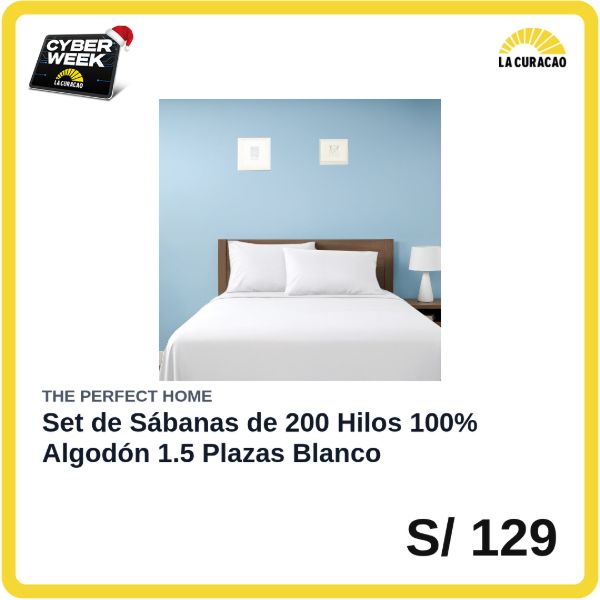 CYBER
WEEK
LA CURACAO
LA CURACAO
THE PERFECT HOME
Set de Sábanas de 200 Hilos 100%
Algodón 1.5 Plazas Blanco
S/ 129